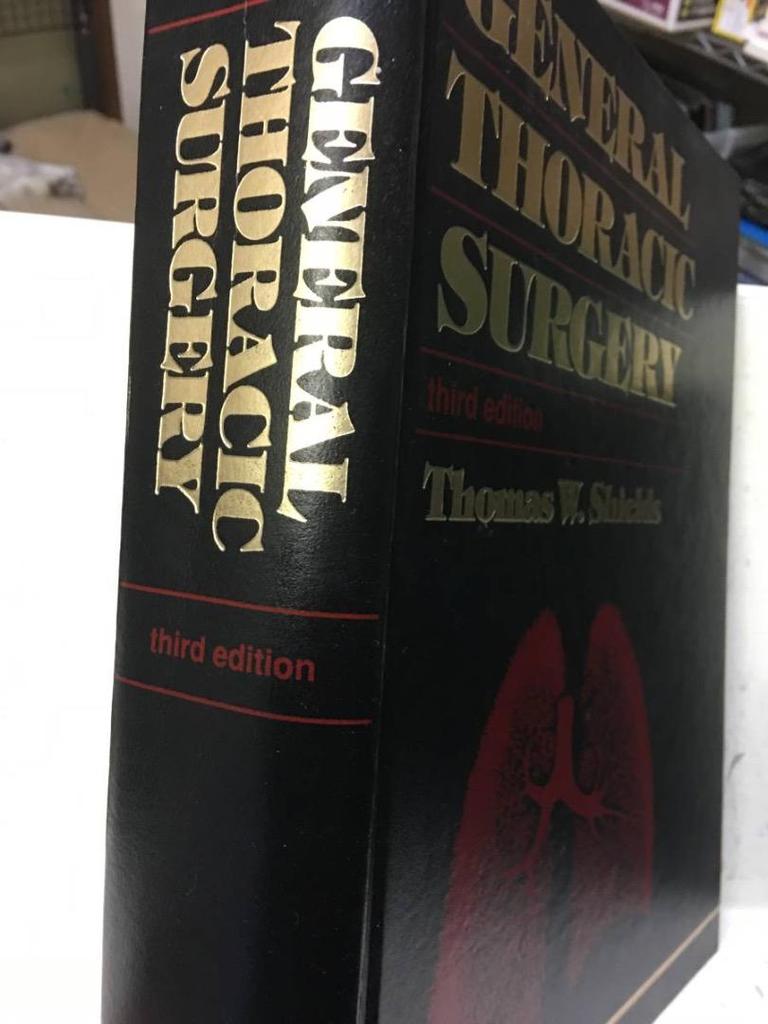 GENERAL
THORACIC
SURGERY
third edition
GENERAL
THORACIC
SURGERY
third edition
Thomas W. Shields